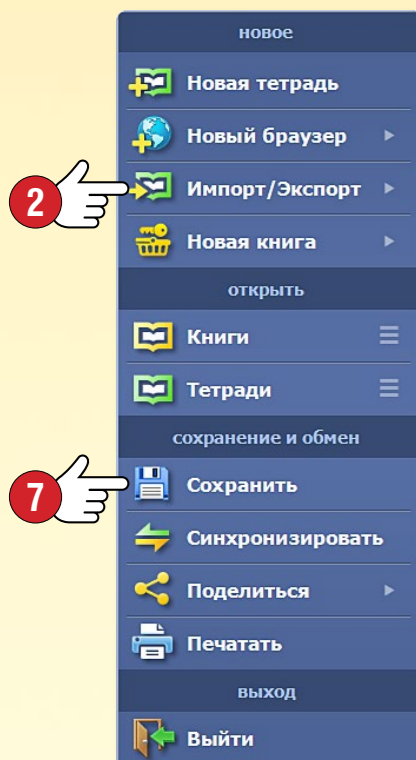 новое
Новая тетрадь
Новый браузер
2
Импорт/Экспорт
Новая книга
открыть
Книги
Тетради
сохранение и обмен
7
Сохранить
Синхронизировать
Поделиться
Печатать
выход
Выйти